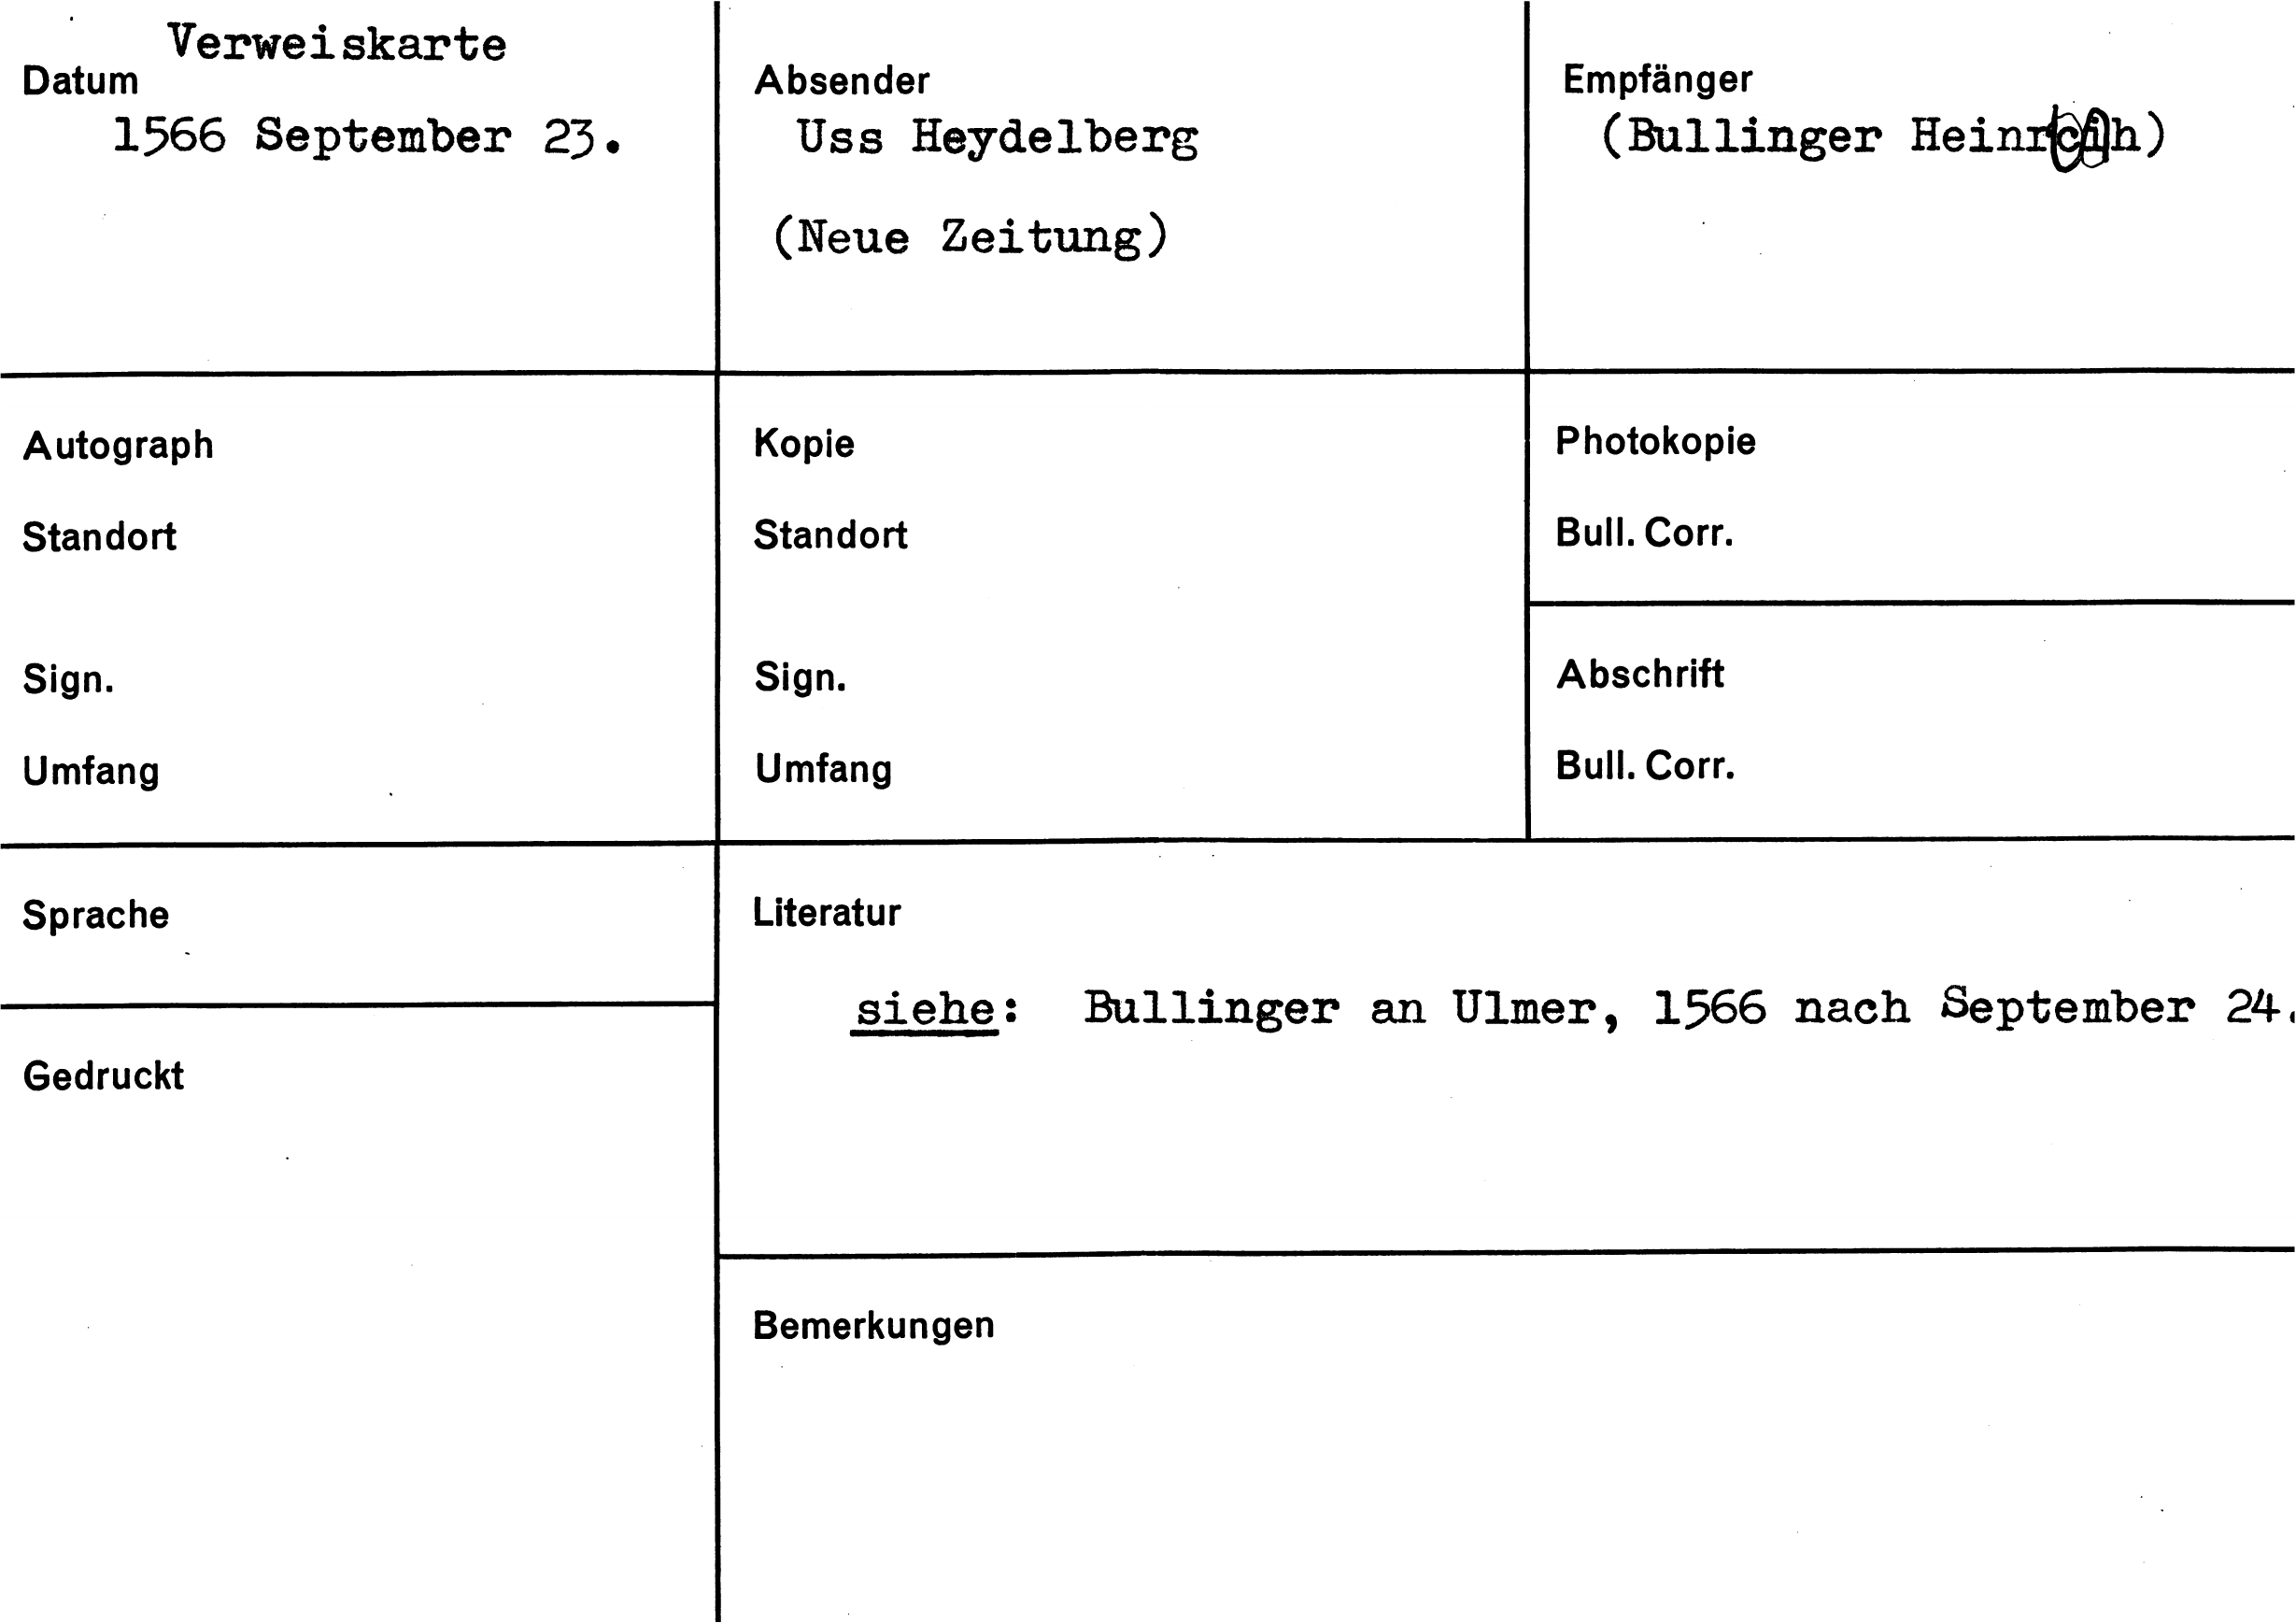 Verweiskarte
Datum
1566 September 23.
Absender
Uss Heydelberg
(Neue Zeitung)
Empfänger
(Bullinger Heinrcih)
Autograph
Standort
Sign.
Umfang
Kopie
Standort
Sign.
Umfang
Photokopie
Bull. Corr.
Abschrift
Bull. Corr.
Sprache
Gedruckt
Literatur
siehe: Bullinger an Ulmer, 1566 nach September 24.
Bemerkungen